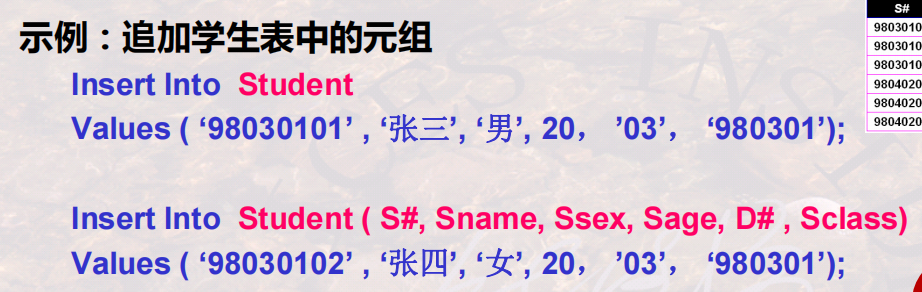 示例：追加学生表中的元组
Insert Into Student
Values ( ‘98030101’ , ‘张三’, ‘男’, 20， ’03’， ‘980301’);
Insert Into Student ( S#, Sname, Ssex, Sage, D# , Sclass)
Values ( ‘98030102’ , ‘张四’, ‘女’, 20， ’03’， ‘980301’);
S#
9803010
9803010
9803010
9804020
9804020
9804020